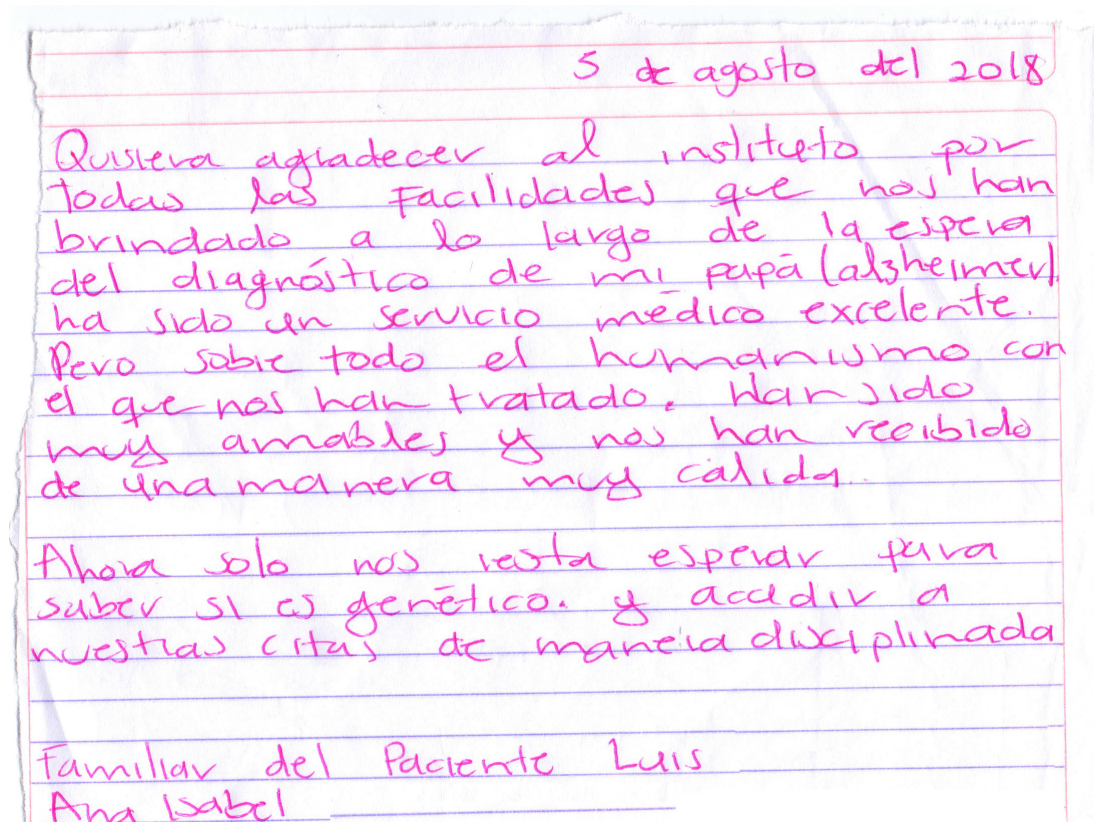 5 de agosto del 2018
Quisiera agradecer al instituto por
todas las Facilidades que nos han
brindado a lo largo de la espera
del diagnóstico de mi papá (alzheimer).
ha sido un servicio médico excelente.
Pero sobre todo el humanismo con
el que nos han tratado. Han sido
muy amables y nos han recibido
de una manera muy cálida.
Ahora solo nos resta esperar para
saber si es genético. y acudir a
nuestras citas de manera disciplinada
Familiar del Paciente Luis
Ana Isabel